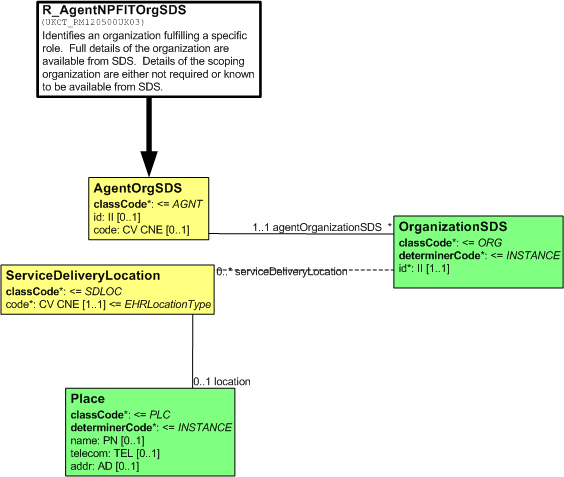 R_AgentNPFITOrgSDS
(UKCT_RM120500UK03)
Identifies an organization fulfilling a specific
role.  Full details of the organization are
available from SDS.  Details of the scoping
organization are either not required or known
to be available from SDS.
AgentOrgSDS
classCode*: <= AGNT
id: II [0..1]
code: CV CNE [0..1]
1..1 agentOrganizationSDS  *
OrganizationSDS
classCode*: <= ORG
determinerCode*: <= INSTANCE
id*: II [1..1]
0..* serviceDeliveryLocation
ServiceDeliveryLocation
classCode*: <= SDLOC
code*: CV CNE [1..1] <= EHRLocationType
0..1 location
Place
classCode*: <= PLC
determinerCode*: <= INSTANCE
name: PN [0..1]
telecom: TEL [0..1]
addr: AD [0..1]